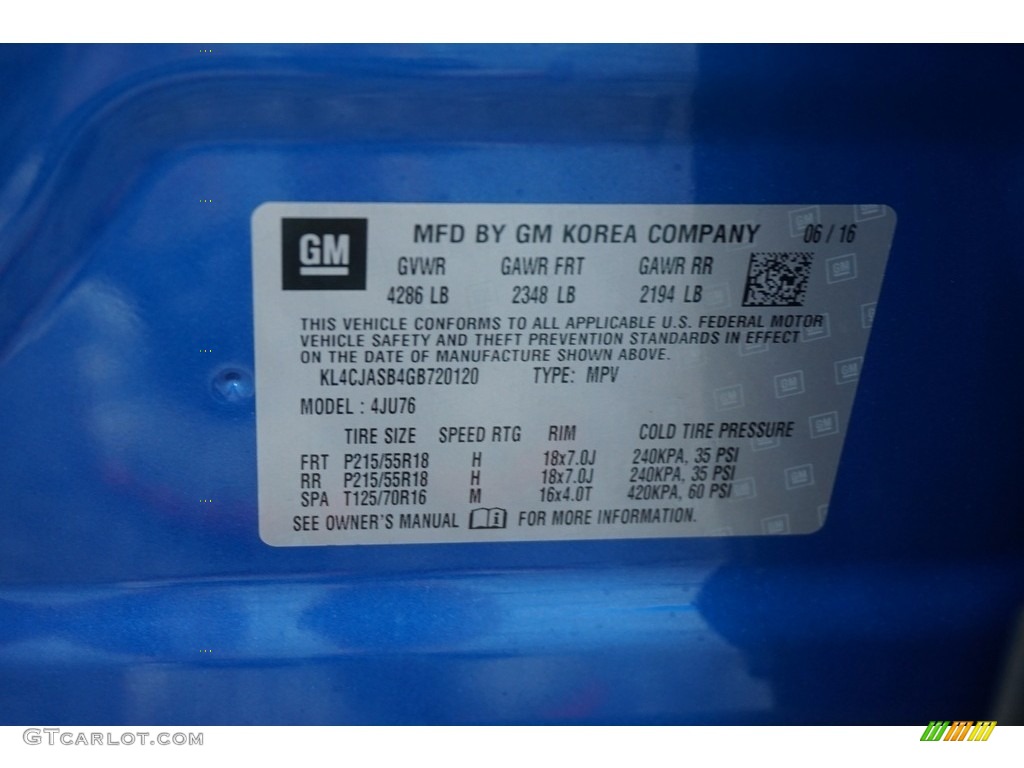 GM MFD BY GM KOREA COMPANY 06 / 16
GVWR GAWR FRT GAWR RR
4286 LB 2348 LB 2194 LB
THIS VEHICLE CONFORMS TO ALL APPLICABLE U.S. FEDERAL MOTOR
VEHICLE SAFETY AND THEFT PREVENTION STANDARDS IN EFFECT
ON THE DATE OF MANUFACTURE SHOWN ABOVE.
KL4CJASB4GB720120 TYPE: MPV
MODEL : 4JU76
TIRE SIZE SPEED RTG RIM COLD TIRE PRESSURE
FRT P215/55R18 H 18x7.0J 240KPA, 35 PSI
RR P215/55R18 H 18x7.0J 240KPA, 35 PSI
SPA T125/70R16 M 16x4.0T 420KPA, 60 PSI
SEE OWNER'S MANUAL i FOR MORE INFORMATION.
GTcarlot.com